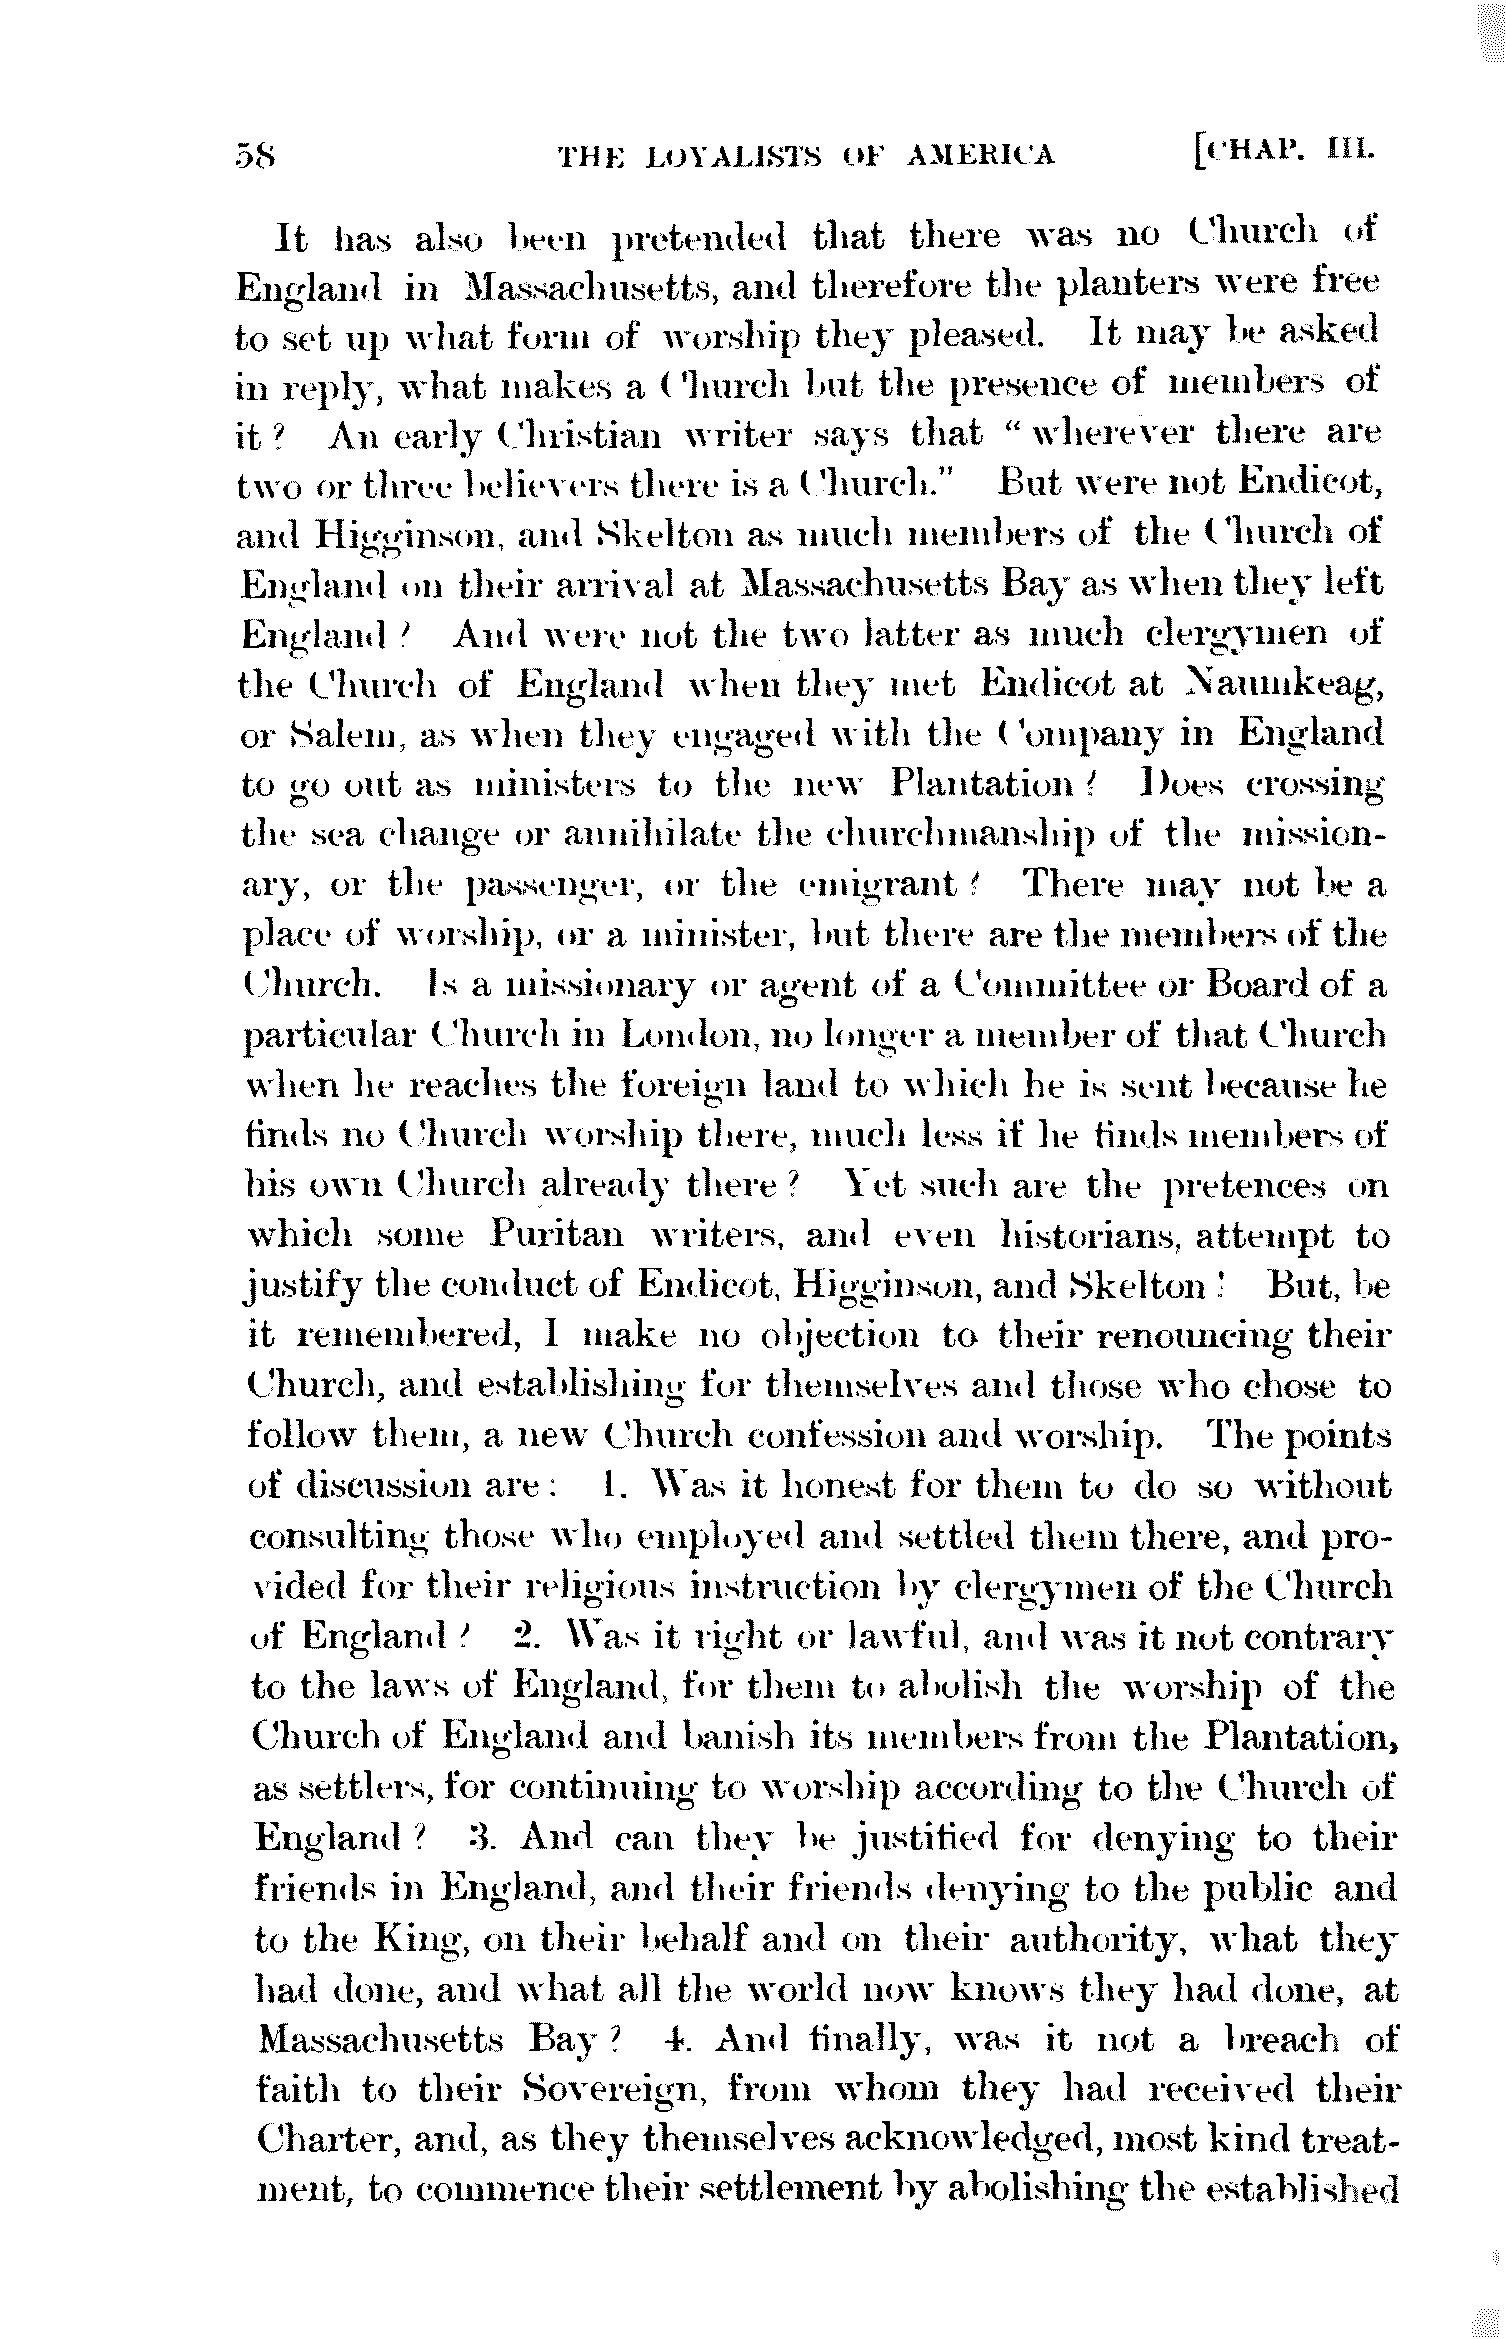 58 THE LOYALISTS OF AMERICA [CHAP. III.
It has also been pretended that there was no Church of
England in Massachusetts, and therefore the planters were free
to set up what form of worship they pleased. It may be asked
in reply, what makes a Church but the presence of members of
it? An early Christian writer says that "wherever there are
two or three believers there is a Church." But were not Endicot,
and Higginson, and Skelton as much members of the Church of
England on their arrival at Massachusetts Bay as when they left
England? And were not the two latter as much clergymen of
the Church of England when they met Endicot at Naumkeag,
or Salem, as when they engaged with the Company in England
to go out as ministers to the new Plantation? Does crossing
the sea change or annihilate the churchmanship of the mission-
ary, or the passenger, or the emigrant? There may not be a
place of worship, or a minister, but there are the members of the
Church. Is a missionary or agent of a Committee or Board of a
particular Church in London, no longer a member of that Church
when he reaches the foreign land to which he is sent because he
finds no Church worship there, much less if he finds members of
his own Church already there? Yet such are the pretences on
which some Puritan writers, and even historians, attempt to
justify the conduct of Endicot, Higginson, and Skelton! But, be
it remembered, I make no objection to their renouncing their
Church, and establishing for themselves and those who chose to
follow them, a new Church confession and worship. The points
of discussion are: 1. Was it honest for them to do so without
consulting those who employed and settled them there, and pro-
vided for their religious instruction by clergymen of the Church
of England? 2. Was it right or lawful, and was it not contrary
to the laws of England, for them to abolish the worship of the
Church of England and banish its members from the Plantation,
as settlers, for continuing to worship according to the Church of
England? 3. And can they be justified for denying to their
friends in England, and their friends denying to the public and
to the King, on their behalf and on their authority, what they
had done, and what all the world now knows they had done, at
Massachusetts Bay? 4. And finally, was it not a breach of
faith to their Sovereign, from whom they had received their
Charter, and, as they themselves acknowledged, most kind treat-
ment, to commence their settlement by abolishing the established